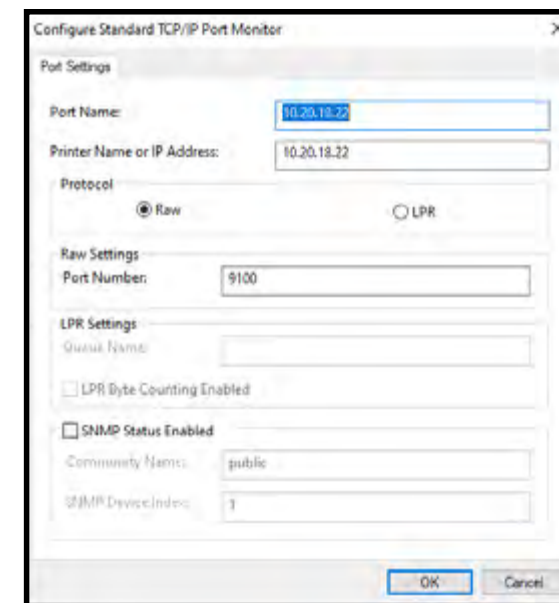 Configure Standard TCP/IP Port Monitor
Port Settings
Port Name: 10.20.18.22
Printer Name or IP Address: 10.20.18.22
Protocol
Raw LPR
Raw Settings
Port Number: 9100
LPR Settings
Queue Name:
LPR Byte Counting Enabled
SNMP Status Enabled
Community Name: public
SNMP Device Index: 1
OK Cancel